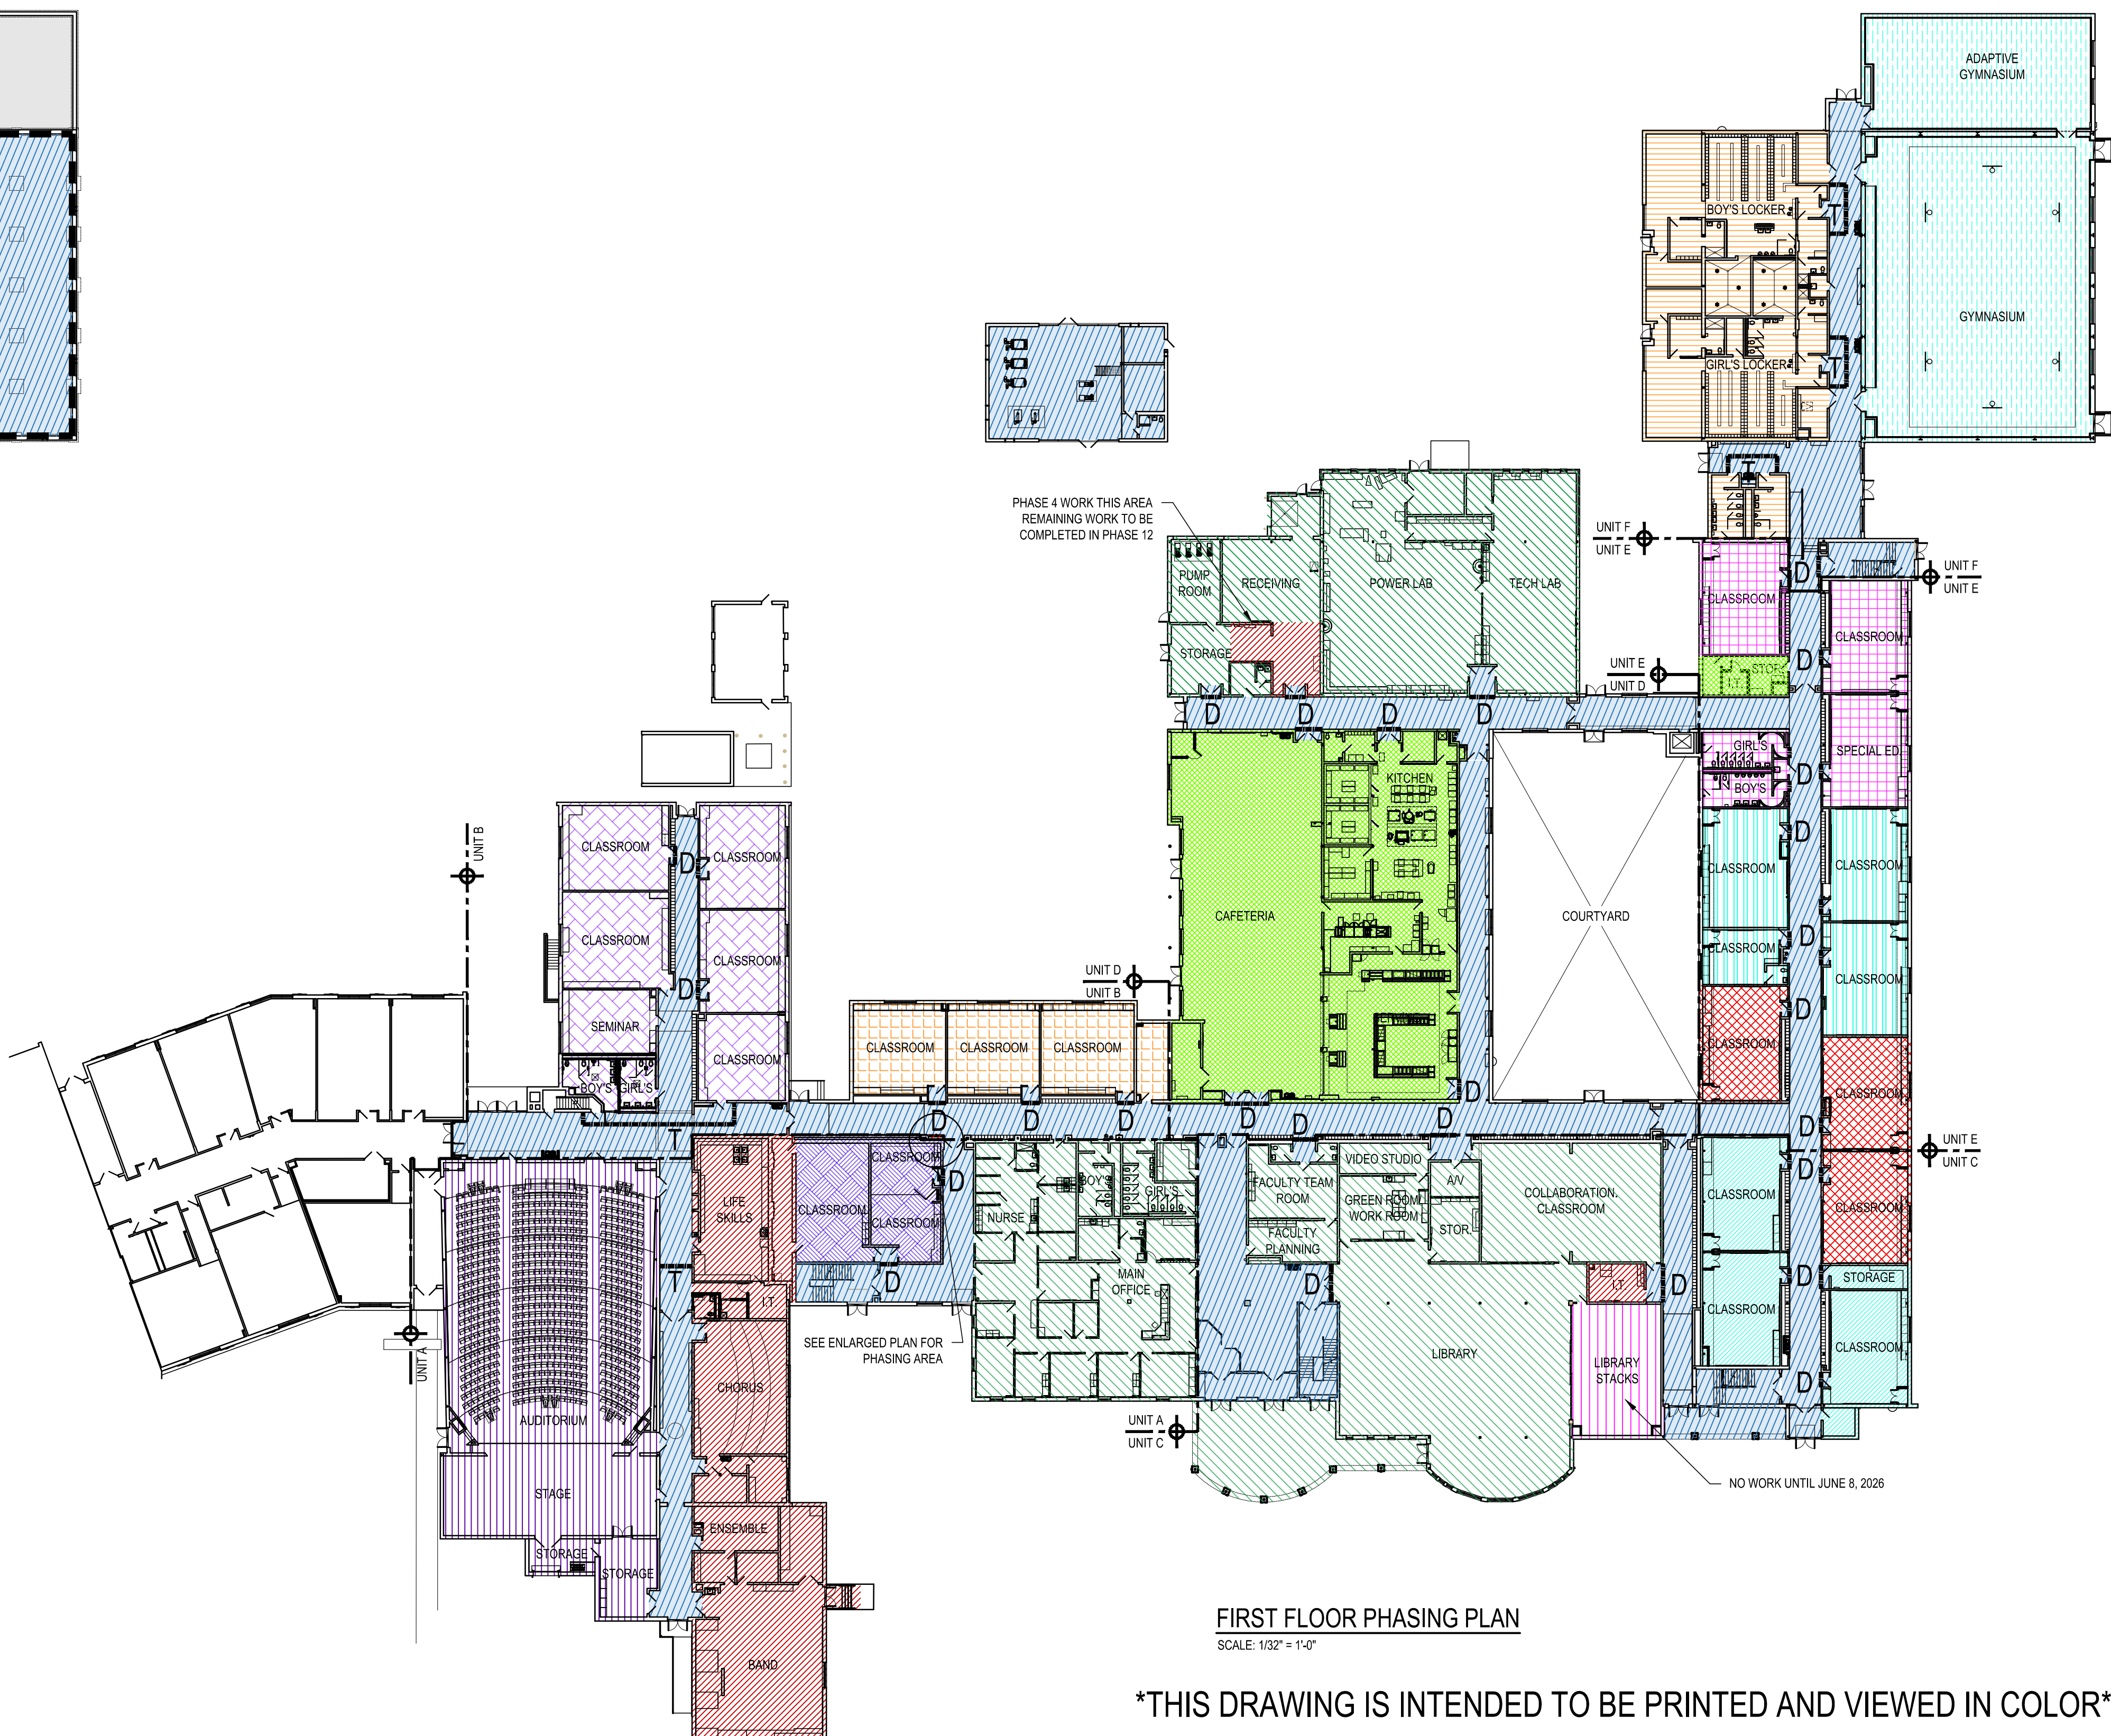 ADAPTIVE
GYMNASIUM
BOY'S LOCKER
T
GYMNASIUM
GIRL'S LOCKER
T
T
PHASE 4 WORK THIS AREA
REMAINING WORK TO BE
COMPLETED IN PHASE 12
UNIT F
UNIT E
UNIT F
UNIT E
PUMP
ROOM
RECEIVING
POWER LAB
TECH LAB
CLASSROOM
D
CLASSROOM
STORAGE
UNIT E
UNIT D
STOR.
I.T.
D
D
D
D
D
GIRL'S
SPECIAL ED.
BOY'S
D
KITCHEN
UNIT B
CLASSROOM
D
CLASSROOM
CLASSROOM
D
CLASSROOM
CAFETERIA
COURTYARD
CLASSROOM
CLASSROOM
CLASSROOM
D
CLASSROOM
UNIT D
UNIT B
D
SEMINAR
CLASSROOM
CLASSROOM
CLASSROOM
CLASSROOM
CLASSROOM
D
BOY'S
GIRL'S
CLASSROOM
D
D
D
D
D
D
D
D
T
UNIT E
UNIT C
CLASSROOM
VIDEO STUDIO
BOY'S
GIRL'S
FACULTY TEAM
ROOM
A/V
D
D
LIFE
SKILLS
CLASSROOM
CLASSROOM
NURSE
GREEN ROOM
WORK ROOM
STOR.
COLLABORATION.
CLASSROOM
CLASSROOM
CLASSROOM
FACULTY
PLANNING
T
D
MAIN
OFFICE
D
I.T.
D
D
STORAGE
I.T.
CLASSROOM
SEE ENLARGED PLAN FOR
PHASING AREA
LIBRARY
LIBRARY
STACKS
CLASSROOM
UNIT A
CHORUS
D
AUDITORIUM
UNIT A
UNIT C
STAGE
NO WORK UNTIL JUNE 8, 2026
ENSEMBLE
STORAGE
STORAGE
BAND
FIRST FLOOR PHASING PLAN
SCALE: 1/32" = 1'-0"
*THIS DRAWING IS INTENDED TO BE PRINTED AND VIEWED IN COLOR*